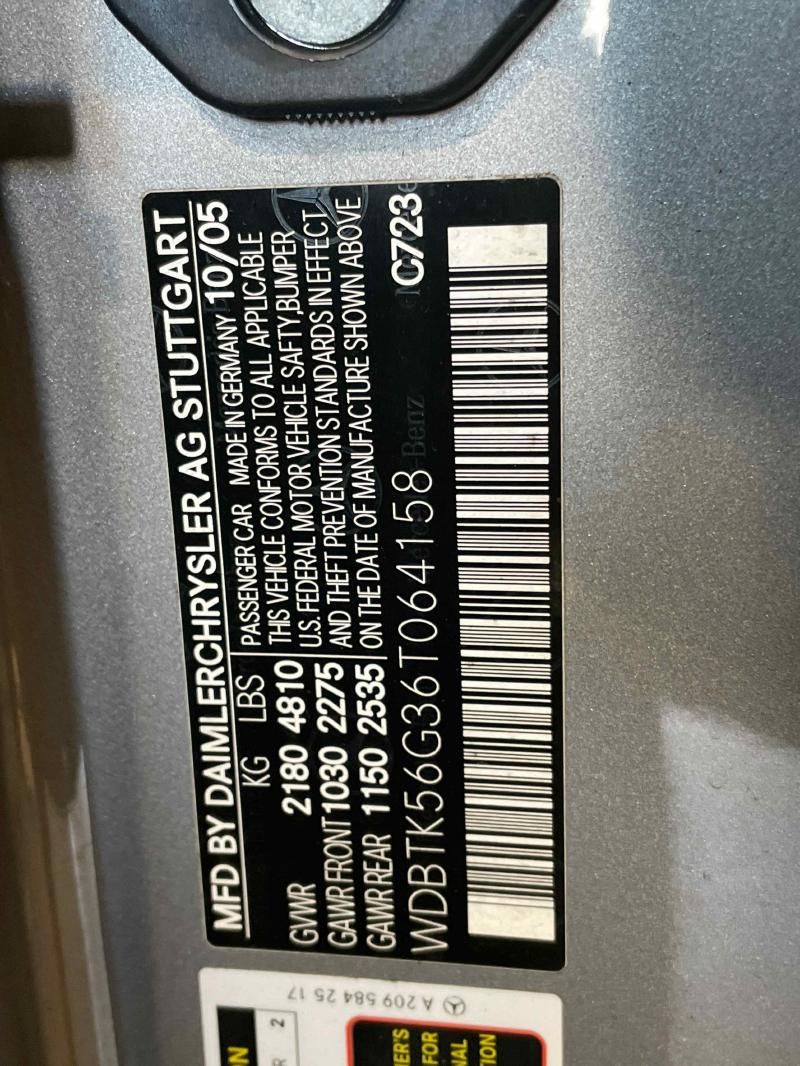 MFD BY DAIMLERCHRYSLER AG STUTTGART
KG LBS PASSENGER CAR MADE IN GERMANY 10/05
THIS VEHICLE CONFORMS TO ALL APPLICABLE
GVWR 2180 4810 U.S. FEDERAL MOTOR VEHICLE SAFTY,BUMPER
GAWR FRONT 1030 2275 AND THEFT PREVENTION STANDARDS IN EFFECT
GAWR REAR 1150 2535 ON THE DATE OF MANUFACTURE SHOWN ABOVE
WDBTK56G36T064158 C723
A 209 584 25 17
2
FOR